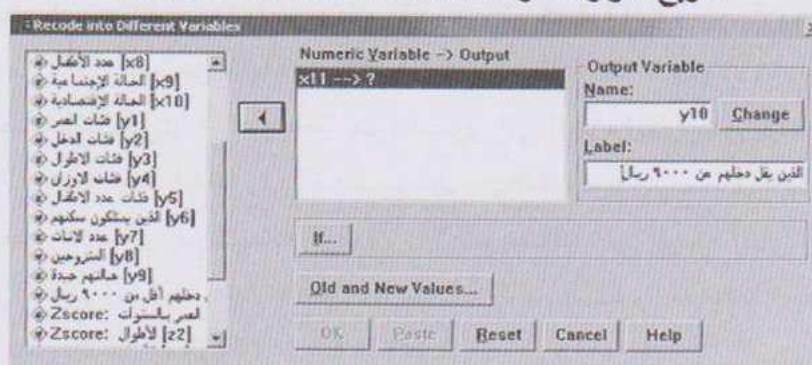 Recode into Different Variables
عدد الأطفال [x8]
الحالة الإجتماعية [x9]
الحالة الإقتصادية [x10]
فئات العمر [y1]
فئات الدخل [y2]
فئات الاطوال [y3]
فئات الاوزان [y4]
فئات عدد الاطفال [y5]
الذين يمتلكون سكنهم [y6]
عدد الاناث [y7]
المتزوجين [y8]
حالتهم جيدة [y9]
دخلهم أقل من ٩٠٠٠ ريال
Zscore: العمر بالسنوات
Zscore: لأطوال [z2]
Numeric Variable -> Output
x11 --> ?
Output Variable
Name:
y10
Change
Label:
الذين يقل دخلهم عن ٩٠٠٠ ريال
If...
Old and New Values...
OK
Paste
Reset
Cancel
Help